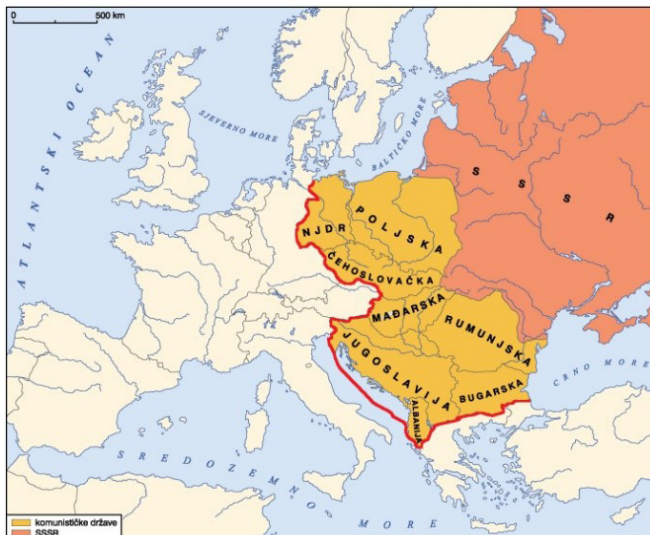 0 500 km
ATLANTSKI OCEAN
SJEVERNO MORE
BALTIČKO MORE
S S S R
NJDR
POLJSKA
ČEHOSLOVAČKA
MAĐARSKA
RUMUNJSKA
JUGOSLAVIJA
BUGARSKA
ALBANIJA
CRNO MORE
SREDOZEMNO MORE
komunističke države
SSSR